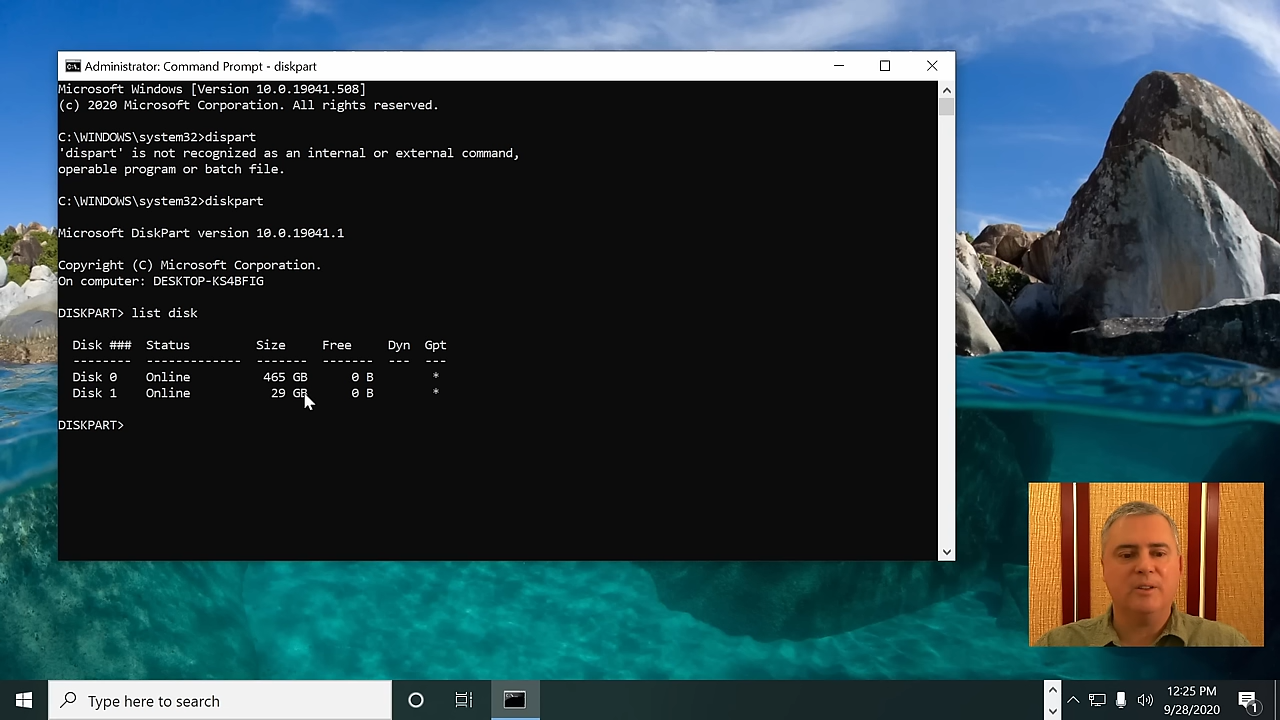 Administrator: Command Prompt - diskpart
Microsoft Windows [Version 10.0.19041.508]
(c) 2020 Microsoft Corporation. All rights reserved.
C:\WINDOWS\system32>dispart
'dispart' is not recognized as an internal or external command,
operable program or batch file.
C:\WINDOWS\system32>diskpart
Microsoft DiskPart version 10.0.19041.1
Copyright (C) Microsoft Corporation.
On computer: DESKTOP-KS4BFIG
DISKPART> list disk
Disk ###  Status         Size     Free     Dyn  Gpt
--------  -------------  -------  -------  ---  ---
Disk 0    Online          465 GB      0 B        *
Disk 1    Online           29 GB      0 B        *
DISKPART>
Type here to search
12:25 PM
9/28/2020
1